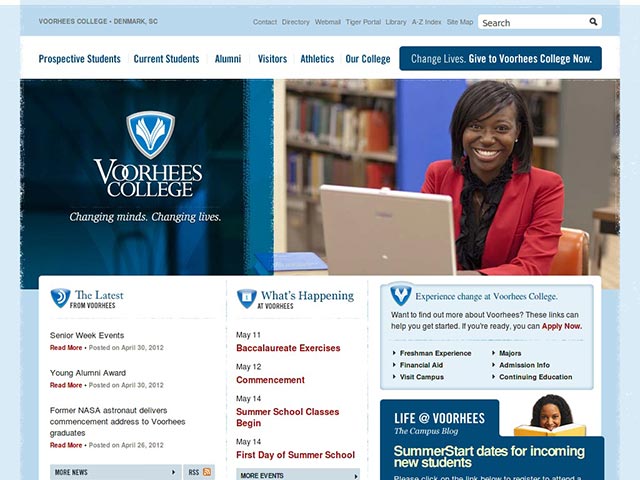 VOORHEES COLLEGE • DENMARK, SC
Contact Directory Webmail Tiger Portal Library A-Z Index Site Map
Search
Prospective Students Current Students Alumni Visitors Athletics Our College
Change Lives. Give to Voorhees College Now.
VOORHEES
COLLEGE
Changing minds. Changing lives.
The Latest
FROM VOORHEES
Senior Week Events
Read More • Posted on April 30, 2012
Young Alumni Award
Read More • Posted on April 30, 2012
Former NASA astronaut delivers
commencement address to Voorhees
graduates
Read More • Posted on April 26, 2012
MORE NEWS
RSS
What's Happening
AT VOORHEES
May 11
Baccalaureate Exercises
May 12
Commencement
May 14
Summer School Classes
Begin
May 14
First Day of Summer School
MORE EVENTS
Experience change at Voorhees College.
Want to find out more about Voorhees? These links can
help you get started. If you're ready, you can Apply Now.
Freshman Experience
Financial Aid
Visit Campus
Majors
Admission Info
Continuing Education
LIFE @ VOORHEES
The Campus Blog
SummerStart dates for incoming
new students
Please click on the link below to register to attend a